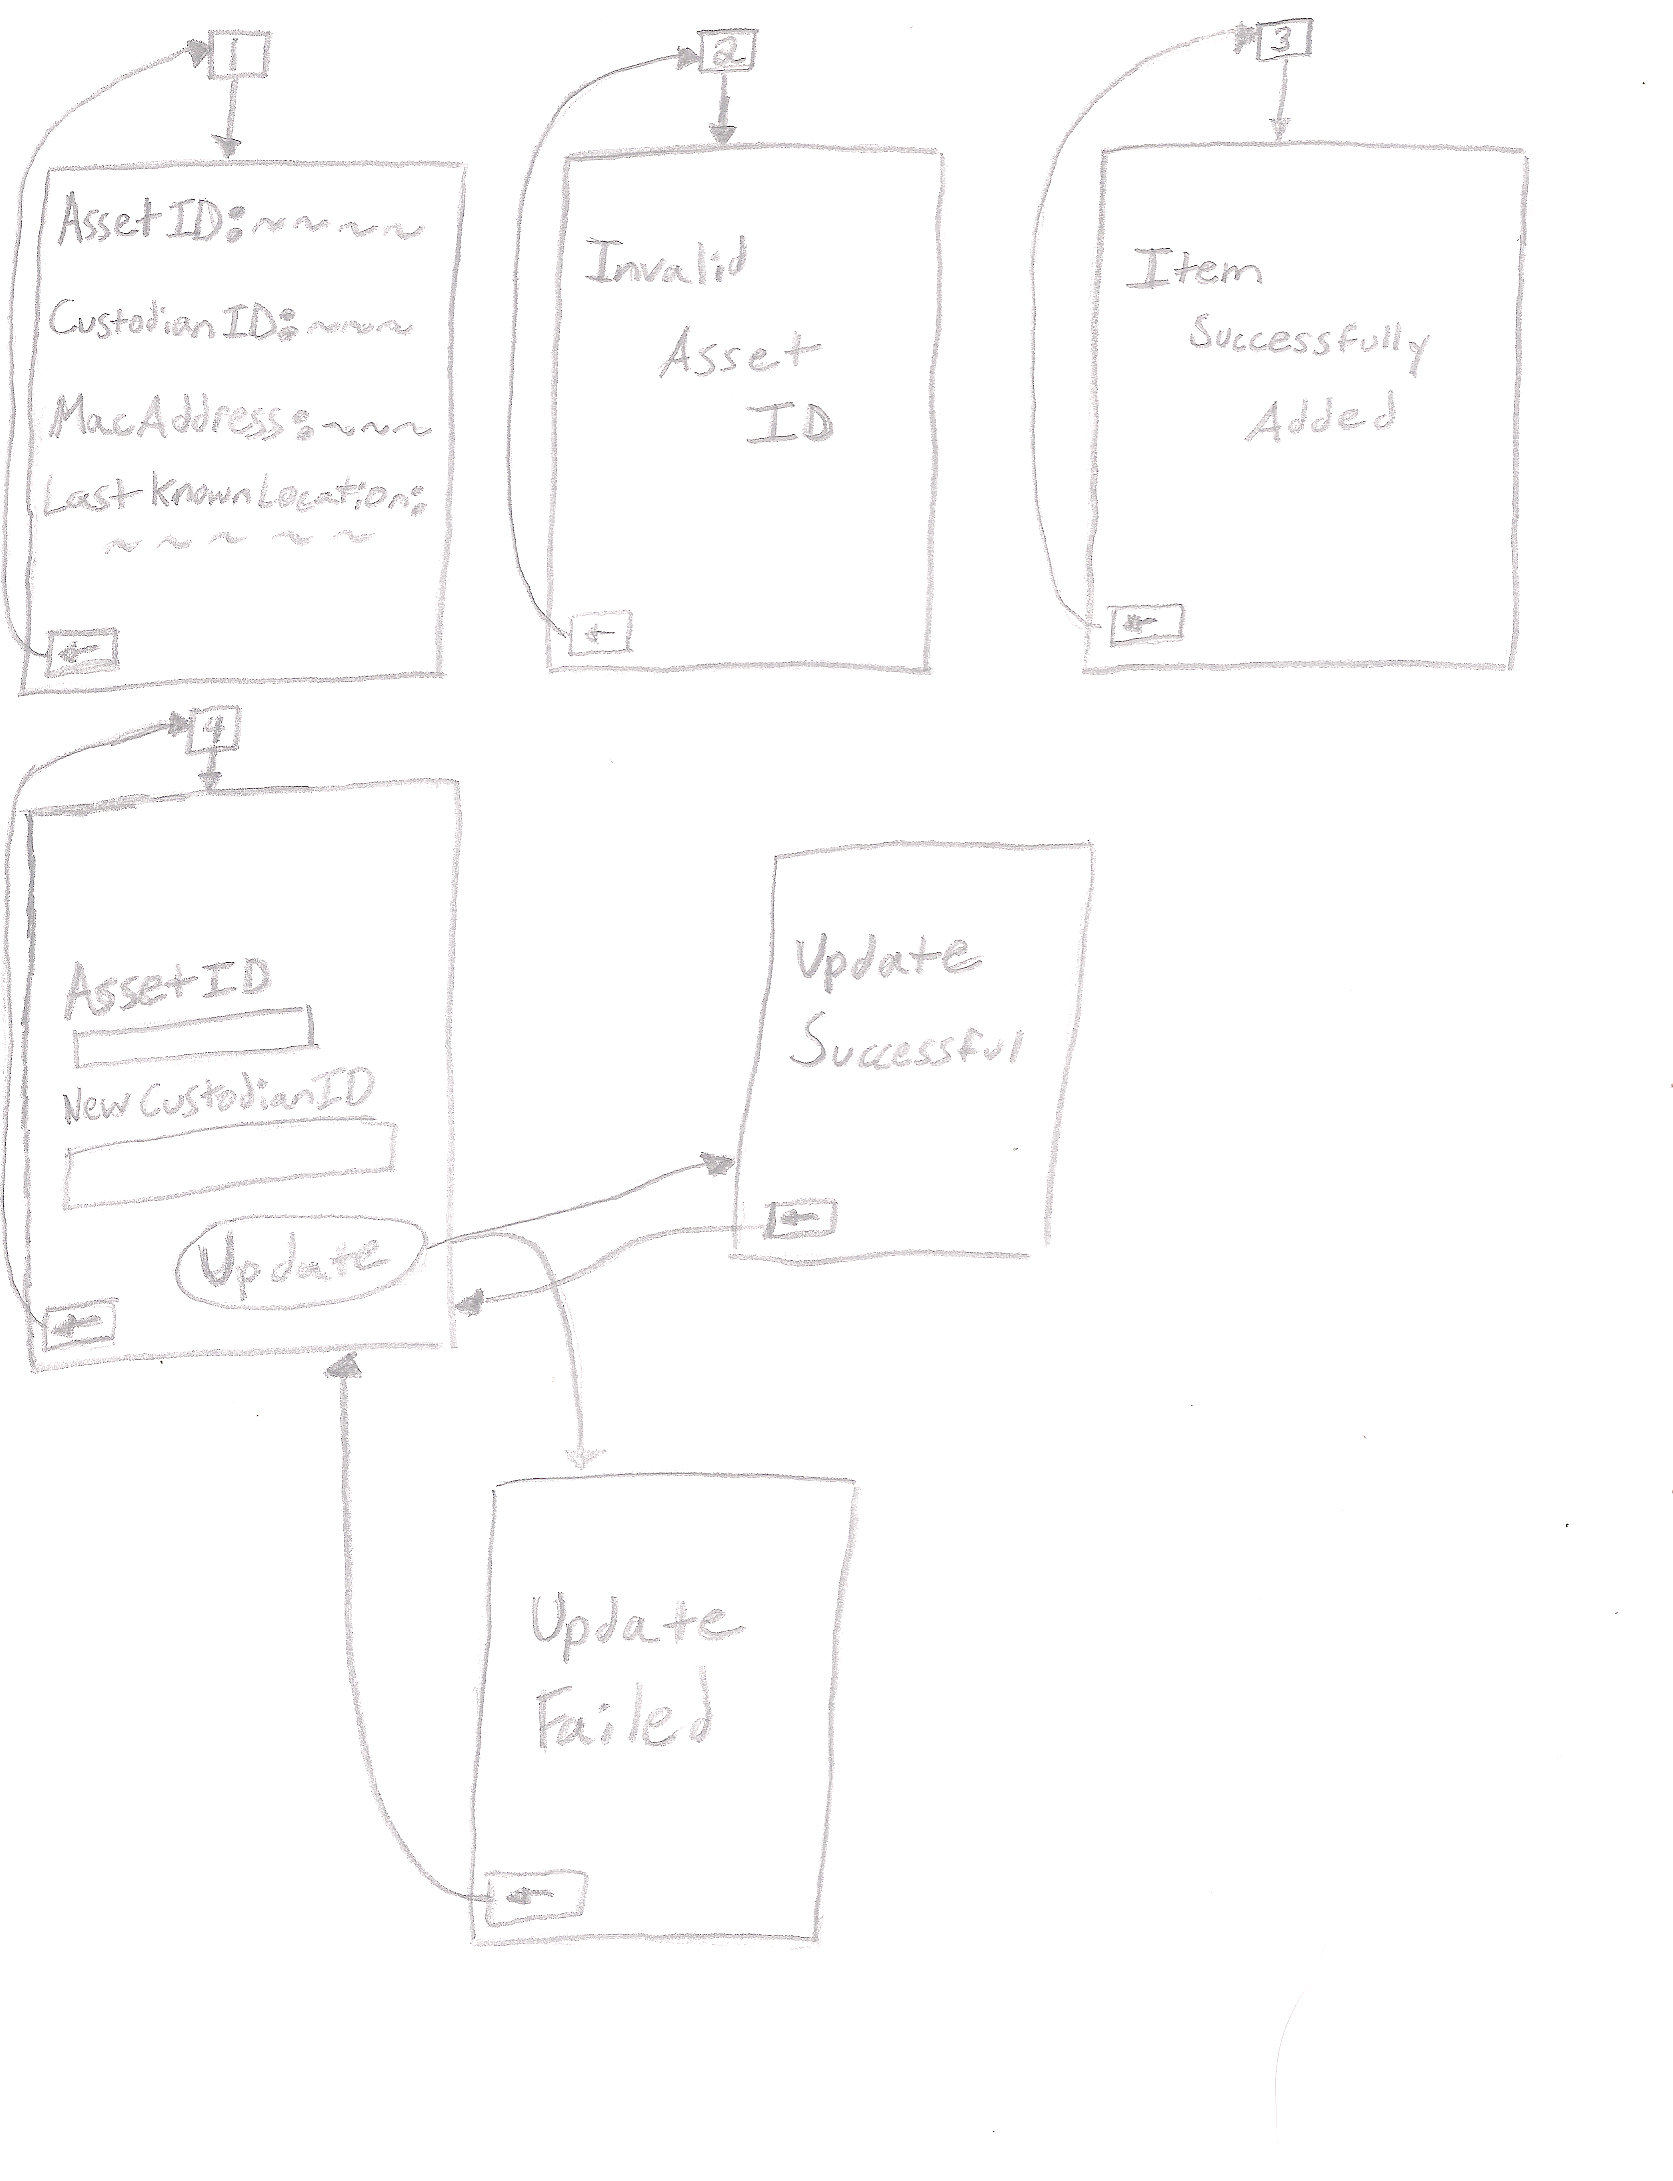 1
2
3
Asset ID: ~~~~
Custodian ID: ~~~~
Mac Address: ~~~
Last Known Location:
~~~~~
Invalid
Asset
ID
Item
Successfully
Added
4
Asset ID
New Custodian ID
Update
Update
Successful
Update
Failed